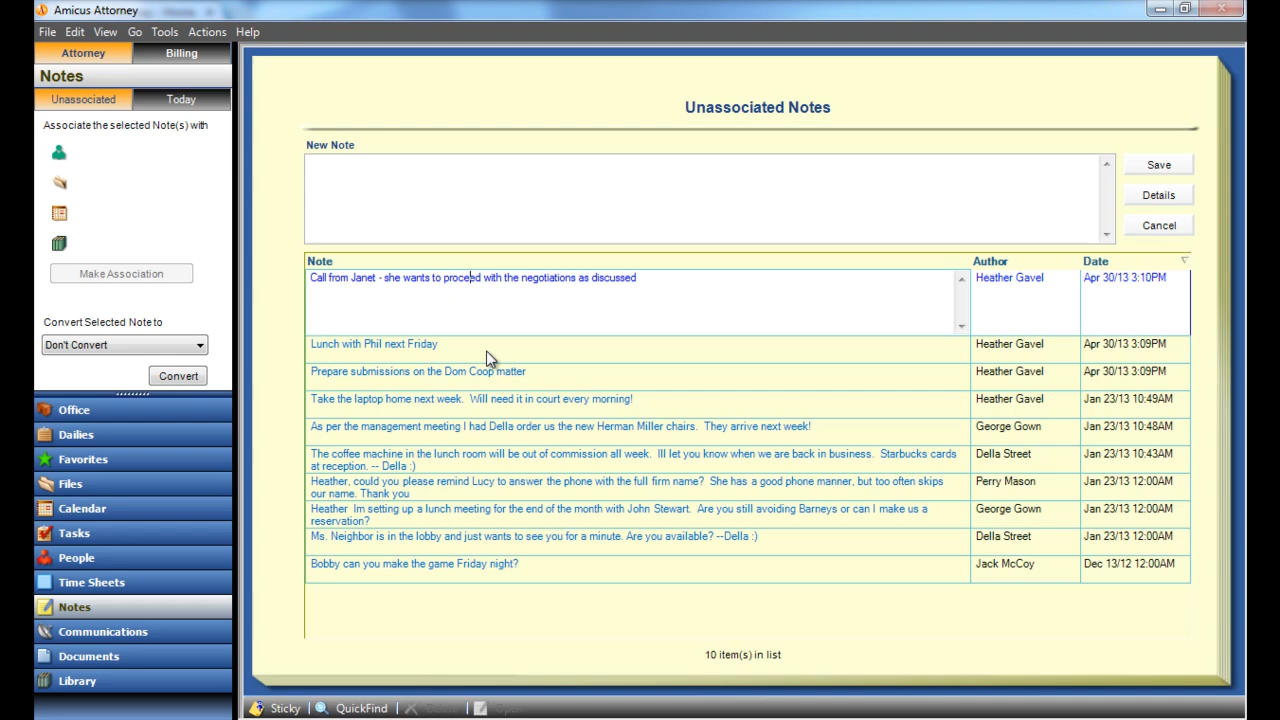 Amicus Attorney
File Edit View Go Tools Actions Help
Attorney Billing
Notes
Unassociated Today
Associate the selected Note(s) with
Make Association
Convert Selected Note to
Don't Convert
Convert
Office
Dailies
Favorites
Files
Calendar
Tasks
People
Time Sheets
Notes
Communications
Documents
Library
Unassociated Notes
New Note
Save
Details
Cancel
Note Author Date
Call from Janet - she wants to proceed with the negotiations as discussed Heather Gavel Apr 30/13 3:10PM
Lunch with Phil next Friday Heather Gavel Apr 30/13 3:09PM
Prepare submissions on the Dom Coop matter Heather Gavel Apr 30/13 3:09PM
Take the laptop home next week. Will need it in court every morning! Heather Gavel Jan 23/13 10:49AM
As per the management meeting I had Della order us the new Herman Miller chairs. They arrive next week! George Gown Jan 23/13 10:48AM
The coffee machine in the lunch room will be out of commission all week. Ill let you know when we are back in business. Starbucks cards Della Street Jan 23/13 10:43AM
at reception. -- Della :)
Heather, could you please remind Lucy to answer the phone with the full firm name? She has a good phone manner, but too often skips Perry Mason Jan 23/13 12:00AM
our name. Thank you
Heather Im setting up a lunch meeting for the end of the month with John Stewart. Are you still avoiding Barneys or can I make us a George Gown Jan 23/13 12:00AM
reservation?
Ms. Neighbor is in the lobby and just wants to see you for a minute. Are you available? --Della :) Della Street Jan 23/13 12:00AM
Bobby can you make the game Friday night? Jack McCoy Dec 13/12 12:00AM
10 item(s) in list
Sticky QuickFind Delete Open